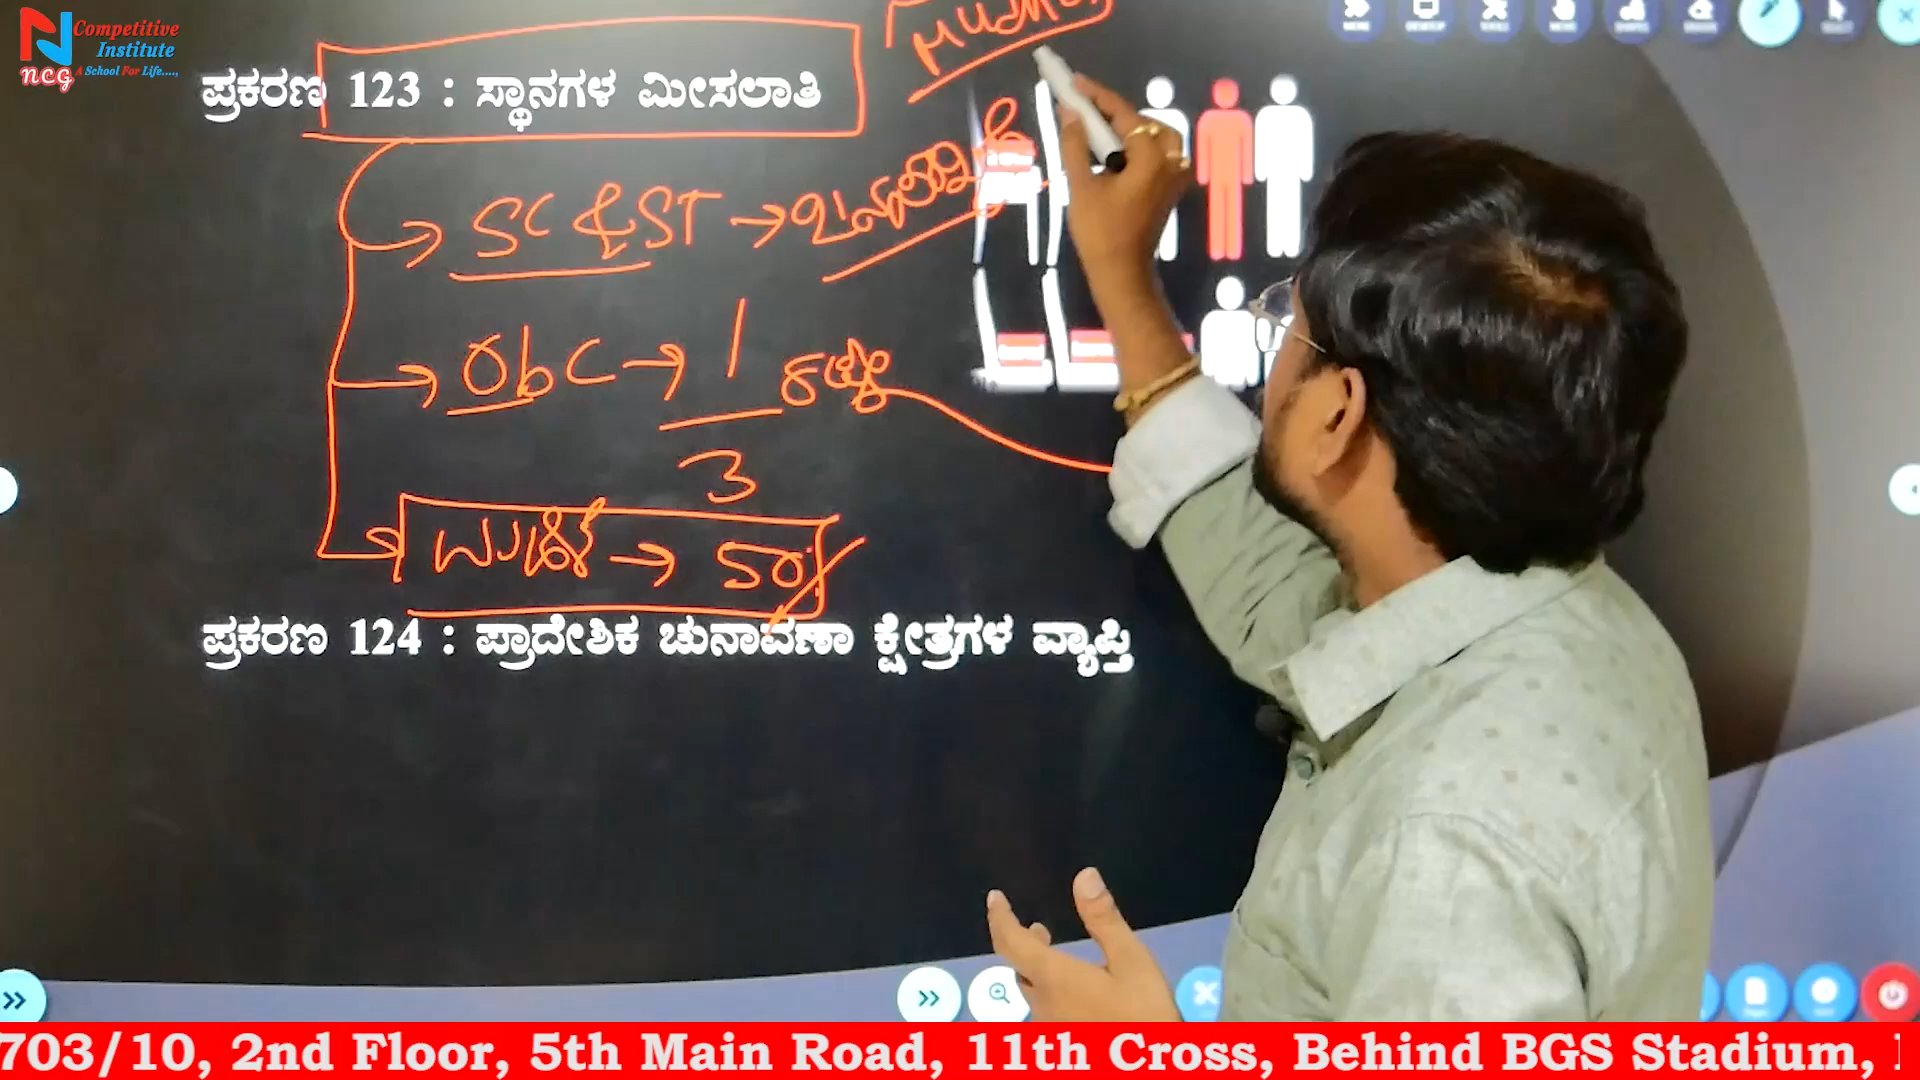 Competitive
Institute
ncg A School For Life....,
ಪ್ರಕರಣ 123 : ಸ್ಥಾನಗಳ ಮೀಸಲಾತಿ
SC & ST →
Obc → 1
3
ಮಹಿಳೆ →
ಪ್ರಕರಣ 124 : ಪ್ರಾದೇಶಿಕ ಚುನಾವಣಾ ಕ್ಷೇತ್ರಗಳ ವ್ಯಾಪ್ತಿ
703/10, 2nd Floor, 5th Main Road, 11th Cross, Behind BGS Stadium,